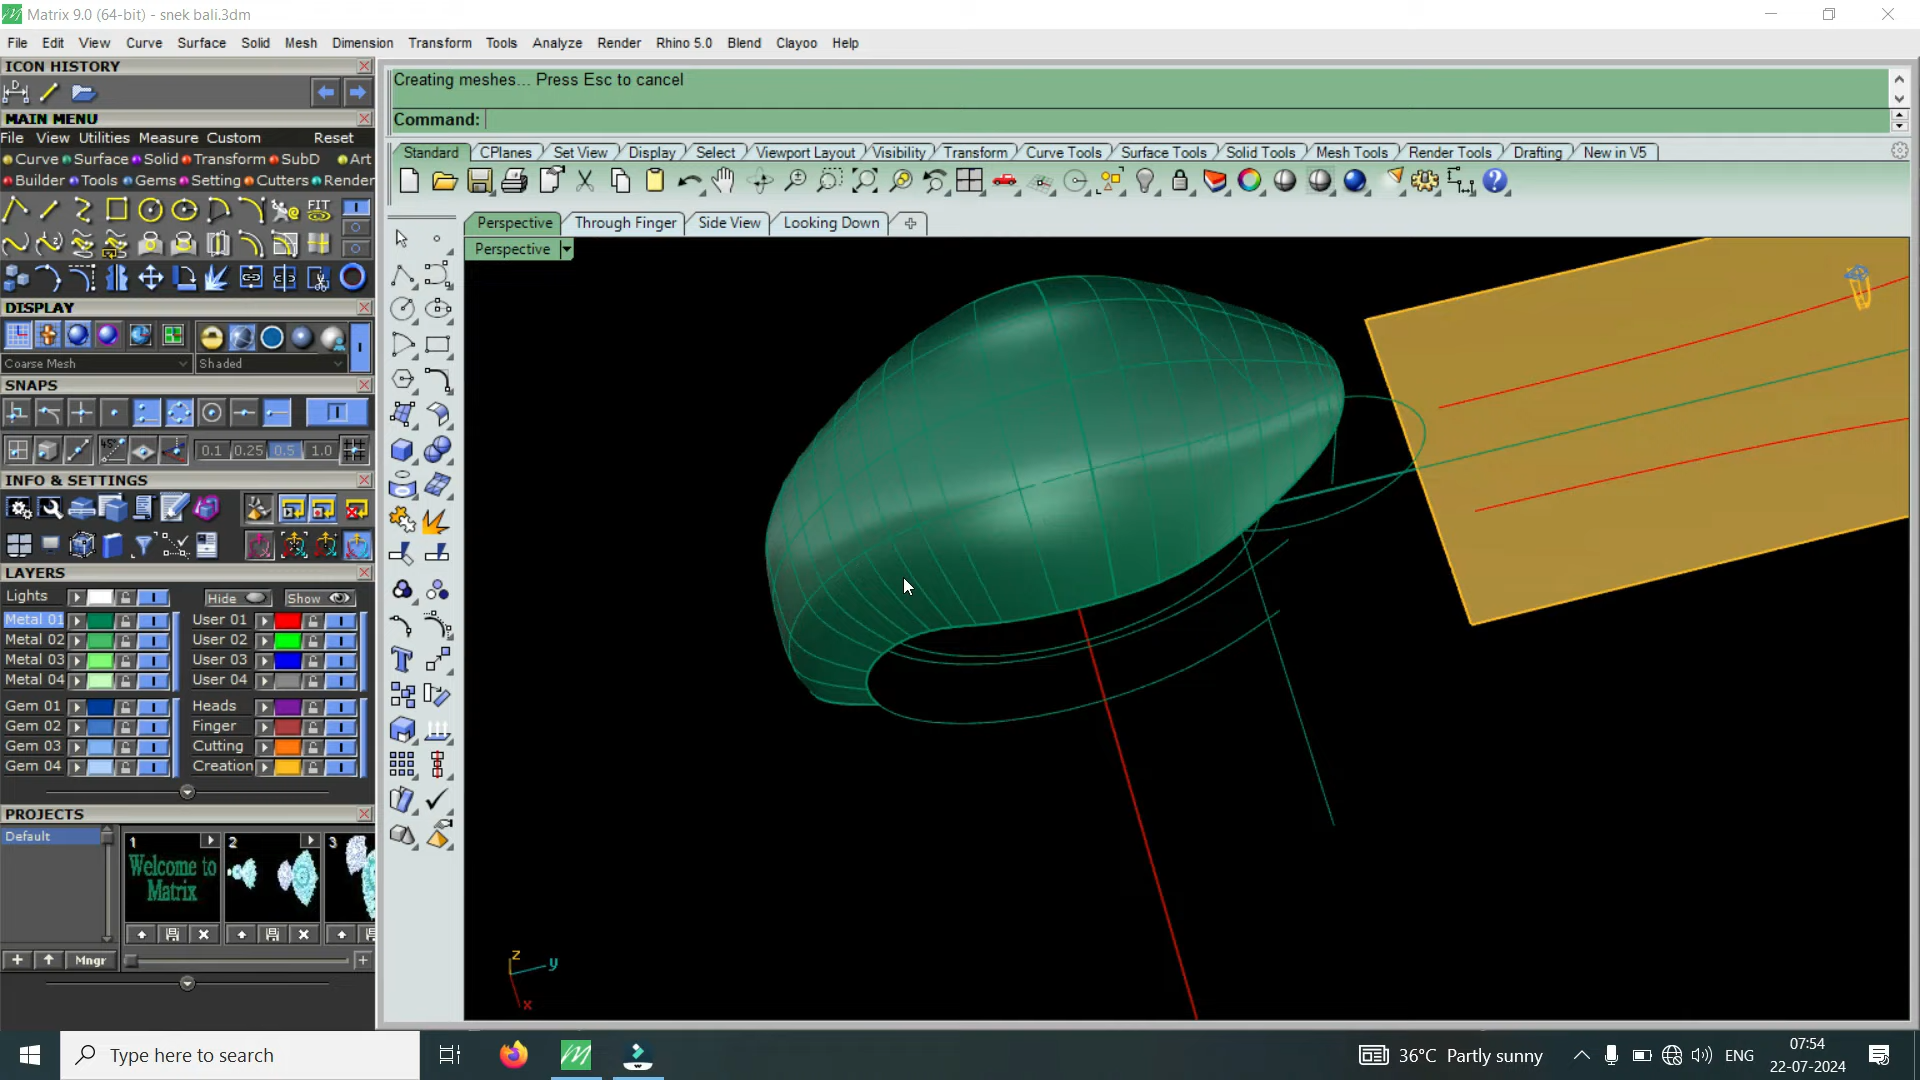 Matrix 9.0 (64-bit) - snek bali.3dm
File Edit View Curve Surface Solid Mesh Dimension Transform Tools Analyze Render Rhino 5.0 Blend Clayoo Help
ICON HISTORY
Creating meshes... Press Esc to cancel
Command:
MAIN MENU
File View Utilities Measure Custom Reset
Curve Surface Solid Transform SubD Art
Builder Tools Gems Setting Cutters Render
Standard CPlanes Set View Display Select Viewport Layout Visibility Transform Curve Tools Surface Tools Solid Tools Mesh Tools Render Tools Drafting New in V5
FIT
Perspective Through Finger Side View Looking Down
Perspective
DISPLAY
Coarse Mesh Shaded
SNAPS
0.1 0.25 0.5 1.0
INFO & SETTINGS
LAYERS
Lights Hide Show
Metal 01 User 01
Metal 02 User 02
Metal 03 User 03
Metal 04 User 04
Gem 01 Heads
Gem 02 Finger
Gem 03 Cutting
Gem 04 Creation
PROJECTS
Default
1 2 3
Welcome to
Matrix
Mngr
z
y
x
Type here to search
36°C Partly sunny
ENG
07:54
22-07-2024